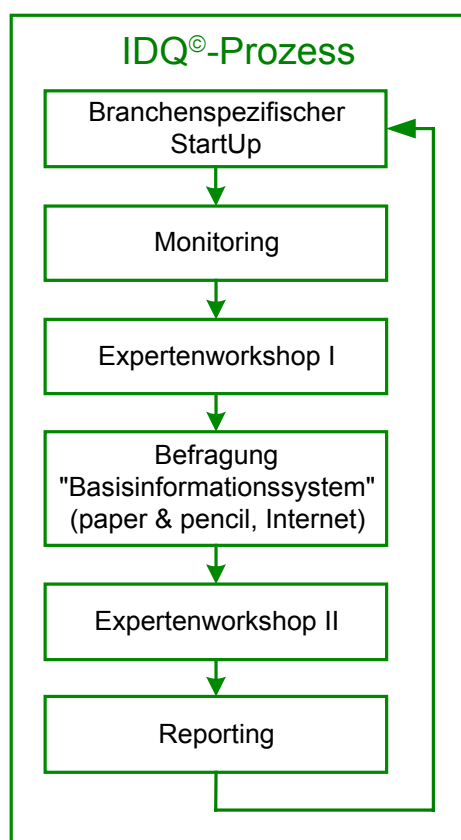 IDQ©-Prozess
Branchenspezifischer
StartUp
Monitoring
Expertenworkshop I
Befragung
"Basisinformationssystem"
(paper & pencil, Internet)
Expertenworkshop II
Reporting